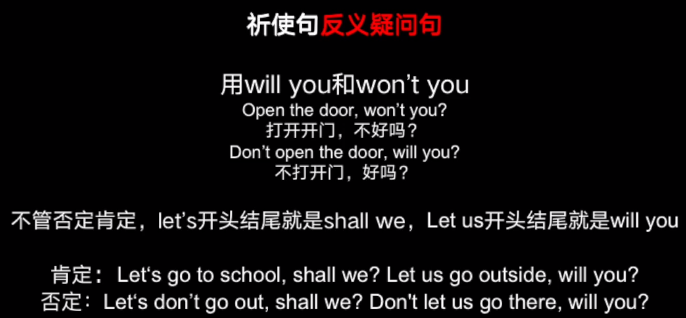 祈使句反义疑问句
用will you和won't you
Open the door, won't you?
打开开门，不好吗？
Don't open the door, will you?
不打开门，好吗？
不管否定肯定，let's开头结尾就是shall we，Let us开头结尾就是will you
肯定：Let‘s go to school, shall we? Let us go outside, will you?
否定：Let‘s don’t go out, shall we? Don't let us go there, will you?